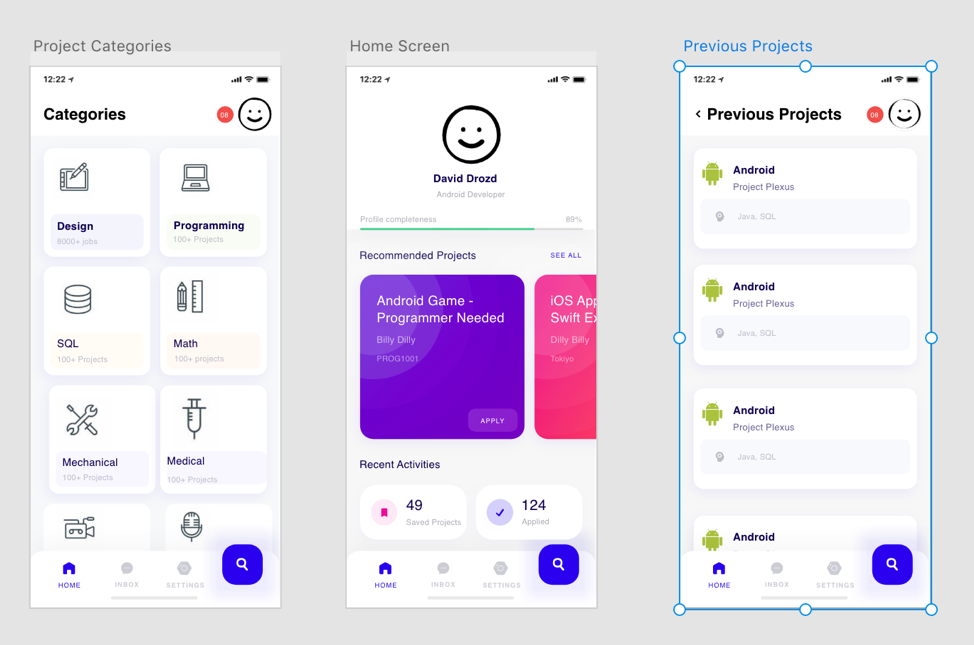 Project Categories
12:22
Categories
08
Design
8000+ jobs
Programming
100+ Projects
SQL
100+ Projects
Math
100+ projects
Mechanical
100+ Projects
Medical
100+ Projects
HOME
INBOX
SETTINGS
Home Screen
12:22
David Drozd
Android Developer
Profile completeness
89%
Recommended Projects
SEE ALL
Android Game -
Programmer Needed
Billy Dilly
PROG1001
APPLY
iOS App
Swift Ex
Dilly Billy
Tokiyo
Recent Activities
49
Saved Projects
124
Applied
HOME
INBOX
SETTINGS
Previous Projects
12:22
Previous Projects
08
Android
Project Plexus
Java, SQL
Android
Project Plexus
Java, SQL
Android
Project Plexus
Java, SQL
Android
HOME
INBOX
SETTINGS